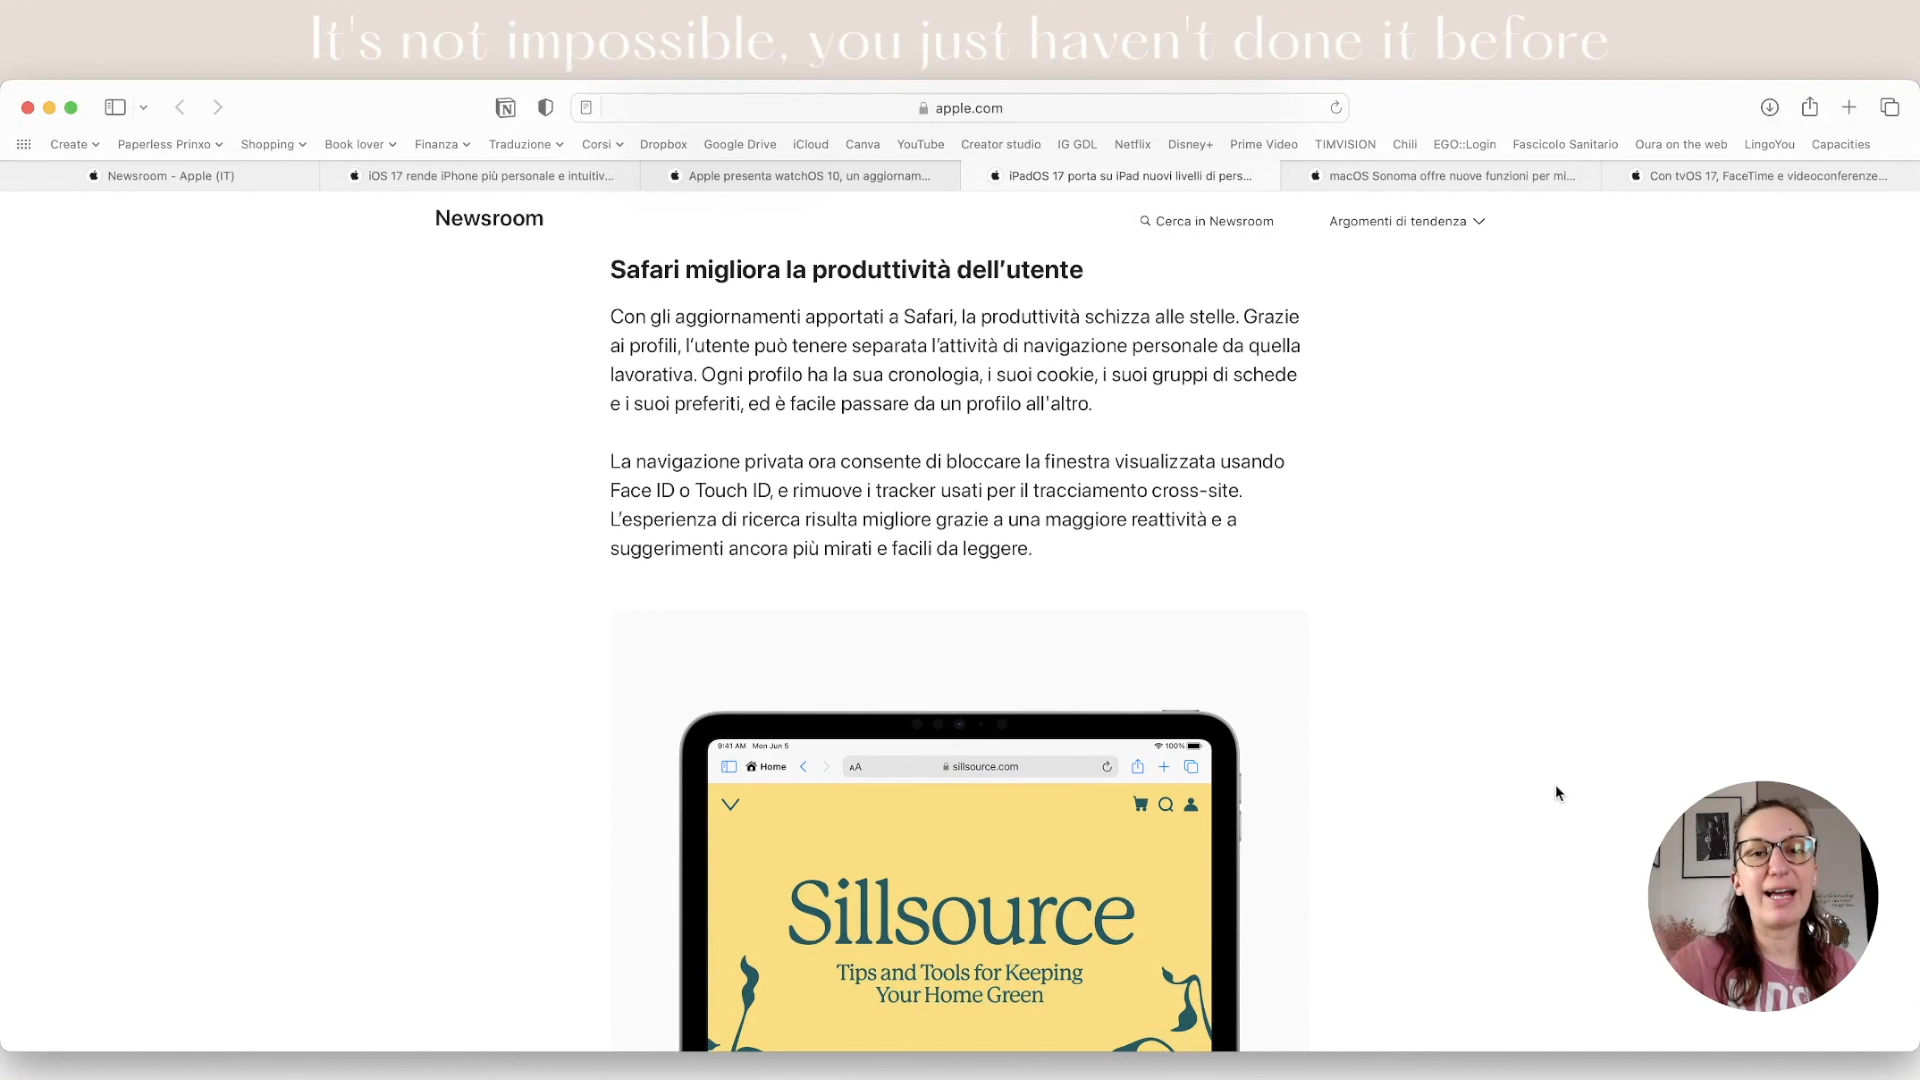 It's not impossible, you just haven't done it before
apple.com
Create
Paperless Prinxo
Shopping
Book lover
Finanza
Traduzione
Corsi
Dropbox
Google Drive
iCloud
Canva
YouTube
Creator studio
IG GDL
Netflix
Disney+
Prime Video
TIMVISION
Chili
EGO::Login
Fascicolo Sanitario
Oura on the web
LingoYou
Capacities
Newsroom - Apple (IT)
iOS 17 rende iPhone più personale e intuitiv...
Apple presenta watchOS 10, un aggiornam...
iPadOS 17 porta su iPad nuovi livelli di pers...
macOS Sonoma offre nuove funzioni per mi...
Con tvOS 17, FaceTime e videoconferenze...
Newsroom
Cerca in Newsroom
Argomenti di tendenza
Safari migliora la produttività dell’utente
Con gli aggiornamenti apportati a Safari, la produttività schizza alle stelle. Grazie
ai profili, l’utente può tenere separata l’attività di navigazione personale da quella
lavorativa. Ogni profilo ha la sua cronologia, i suoi cookie, i suoi gruppi di schede
e i suoi preferiti, ed è facile passare da un profilo all'altro.
La navigazione privata ora consente di bloccare la finestra visualizzata usando
Face ID o Touch ID, e rimuove i tracker usati per il tracciamento cross-site.
L’esperienza di ricerca risulta migliore grazie a una maggiore reattività e a
suggerimenti ancora più mirati e facili da leggere.
9:41 AM Mon Jun 5
100%
Home
AA
sillsource.com
Sillsource
Tips and Tools for Keeping
Your Home Green